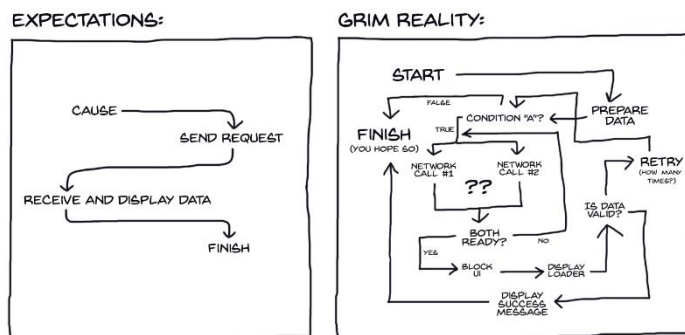 EXPECTATIONS:
CAUSE
SEND REQUEST
RECEIVE AND DISPLAY DATA
FINISH
GRIM REALITY:
START
FALSE
CONDITION "A"?
PREPARE
DATA
TRUE
FINISH
(YOU HOPE SO)
NETWORK
CALL #1
NETWORK
CALL #2
??
RETRY
(HOW MANY
TIMES?)
IS DATA
VALID?
BOTH
READY?
YES
NO
BLOCK
UI
DISPLAY
LOADER
DISPLAY
SUCCESS
MESSAGE